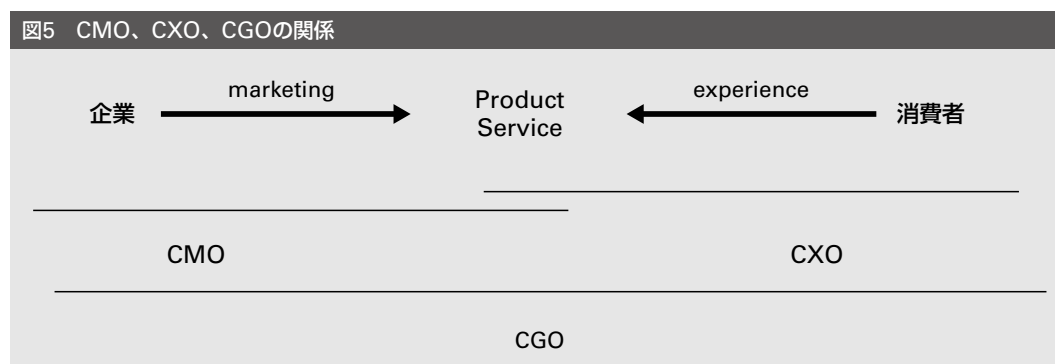 図5 CMO、CXO、CGOの関係
marketing
experience
企業
Product
Service
消費者
CMO
CXO
CGO